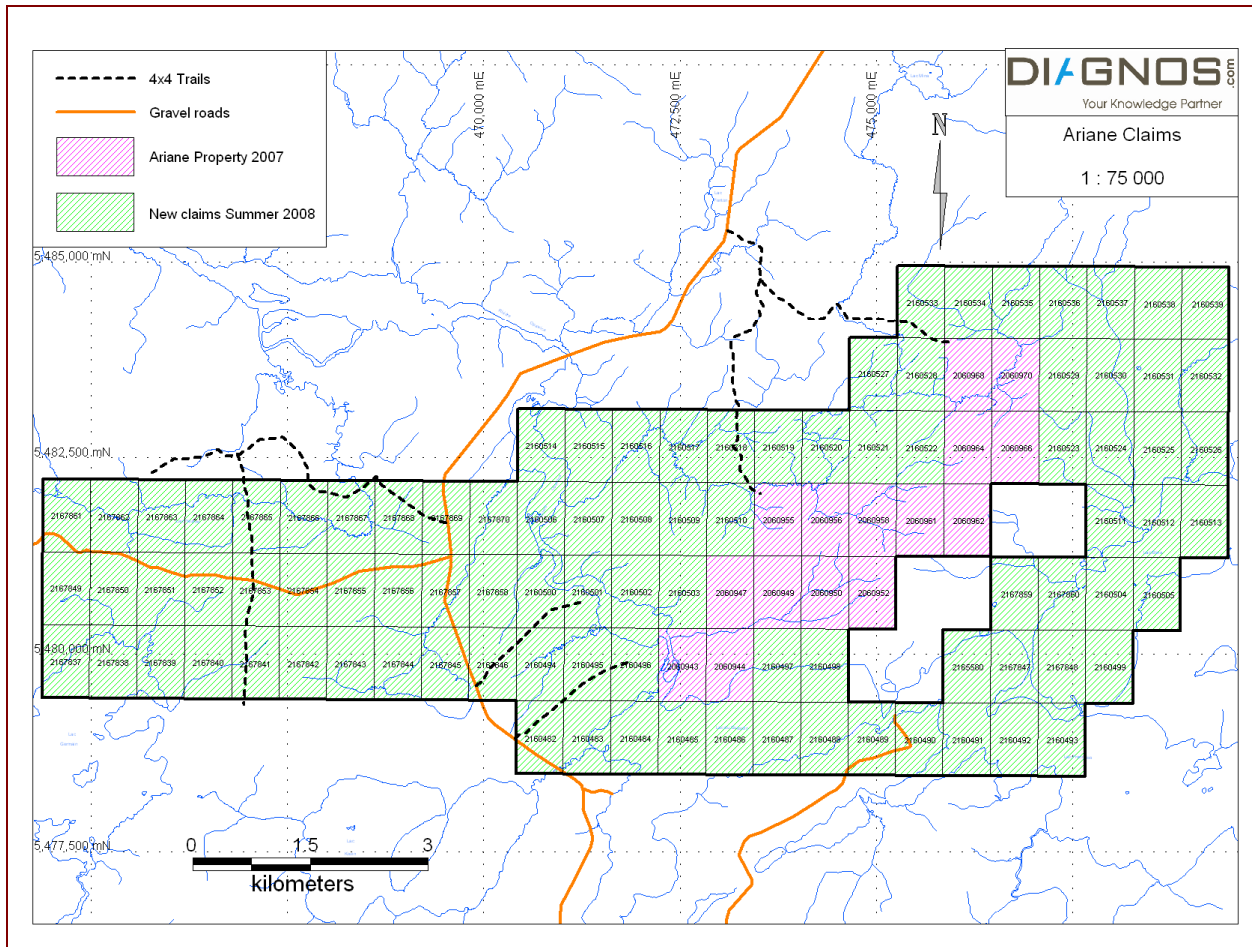 4x4 Trails
Gravel roads
Ariane Property 2007
New claims Summer 2008
470,000 mE
472,500 mE
475,000 mE
N
DIAGNOS.com
Your Knowledge Partner
Ariane Claims
1 : 75 000
5,485,000 mN
2160533 2160534 2160535 2160536 2160537 2160538 2160539
2160527 2160528 2060968 2060970 2160529 2160530 2160531 2160532
5,482,500 mN
2160514 2160515 2160516 2160517 2160518 2160519 2160520 2160521 2160522 2060964 2060966 2160523 2160524 2160525 2160526
2167861 2167862 2167863 2167864 2167865 2167866 2167867 2167868 2167869 2167870 2160506 2160507 2160508 2160509 2160510 2060955 2060956 2060958 2060961 2060962 2160511 2160512 2160513
2167849 2167850 2167851 2167852 2167853 2167854 2167855 2167856 2167857 2167858 2160500 2160501 2160502 2160503 2060947 2060949 2060950 2060952 2167859 2167860 2160504 2160505
5,480,000 mN
2167837 2167838 2167839 2167840 2167841 2167842 2167843 2167844 2167845 2167846 2160494 2160495 2160496 2060943 2060944 2160497 2160498 2165580 2167847 2167848 2160499
2160482 2160483 2160484 2160485 2160486 2160487 2160488 2160489 2160490 2160491 2160492 2160493
5,477,500 mN
0 1.5 3
kilometers